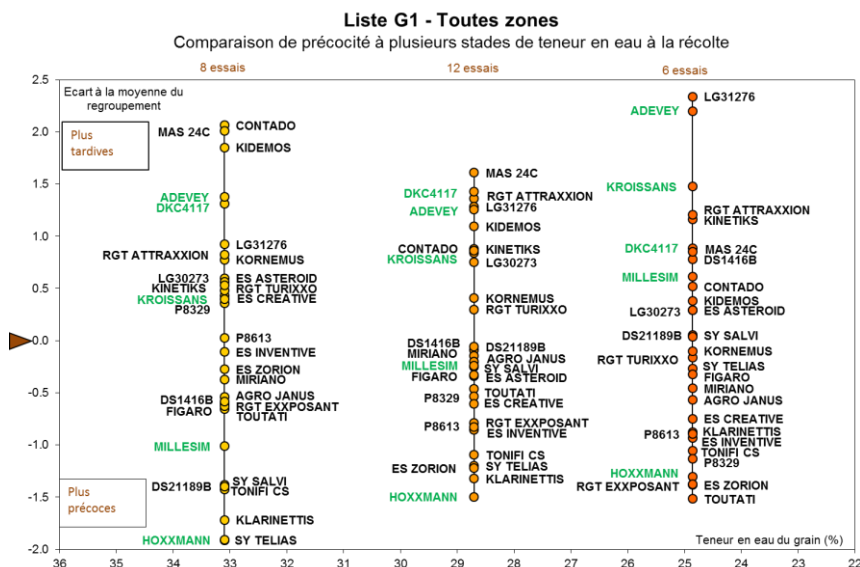 Liste G1 - Toutes zones
Comparaison de précocité à plusieurs stades de teneur en eau à la récolte
8 essais
12 essais
6 essais
Ecart à la moyenne du
regroupement
Plus
tardives
Plus
précoces
2.5
2.0
1.5
1.0
0.5
0.0
-0.5
-1.0
-1.5
-2.0
CONTADO
MAS 24C
KIDEMOS
ADEVEY
DKC4117
LG31276
RGT ATTRAXXION
KORNEMUS
LG30273
ES ASTEROID
KINETIKS
RGT TURIXXO
KROISSANS
ES CREATIVE
P8329
P8613
ES INVENTIVE
ES ZORION
MIRIANO
DS1416B
AGRO JANUS
FIGARO
RGT EXXPOSANT
TOUTATI
MILLESIM
DS21189B
SY SALVI
TONIFI CS
KLARINETTIS
HOXXMANN
SY TELIAS
MAS 24C
DKC4117
RGT ATTRAXXION
ADEVEY
LG31276
KIDEMOS
CONTADO
KINETIKS
KROISSANS
LG30273
KORNEMUS
RGT TURIXXO
DS1416B
DS21189B
MIRIANO
AGRO JANUS
MILLESIM
SY SALVI
FIGARO
ES ASTEROID
P8329
TOUTATI
ES CREATIVE
P8613
RGT EXXPOSANT
ES INVENTIVE
TONIFI CS
ES ZORION
SY TELIAS
KLARINETTIS
HOXXMANN
LG31276
ADEVEY
KROISSANS
RGT ATTRAXXION
KINETIKS
DKC4117
MAS 24C
DS1416B
MILLESIM
CONTADO
KIDEMOS
LG30273
ES ASTEROID
DS21189B
SY SALVI
KORNEMUS
RGT TURIXXO
SY TELIAS
FIGARO
MIRIANO
AGRO JANUS
ES CREATIVE
P8613
KLARINETTIS
ES INVENTIVE
TONIFI CS
P8329
HOXXMANN
RGT EXXPOSANT
ES ZORION
TOUTATI
Teneur en eau du grain (%)
36 35 34 33 32 31 30 29 28 27 26 25 24 23 22